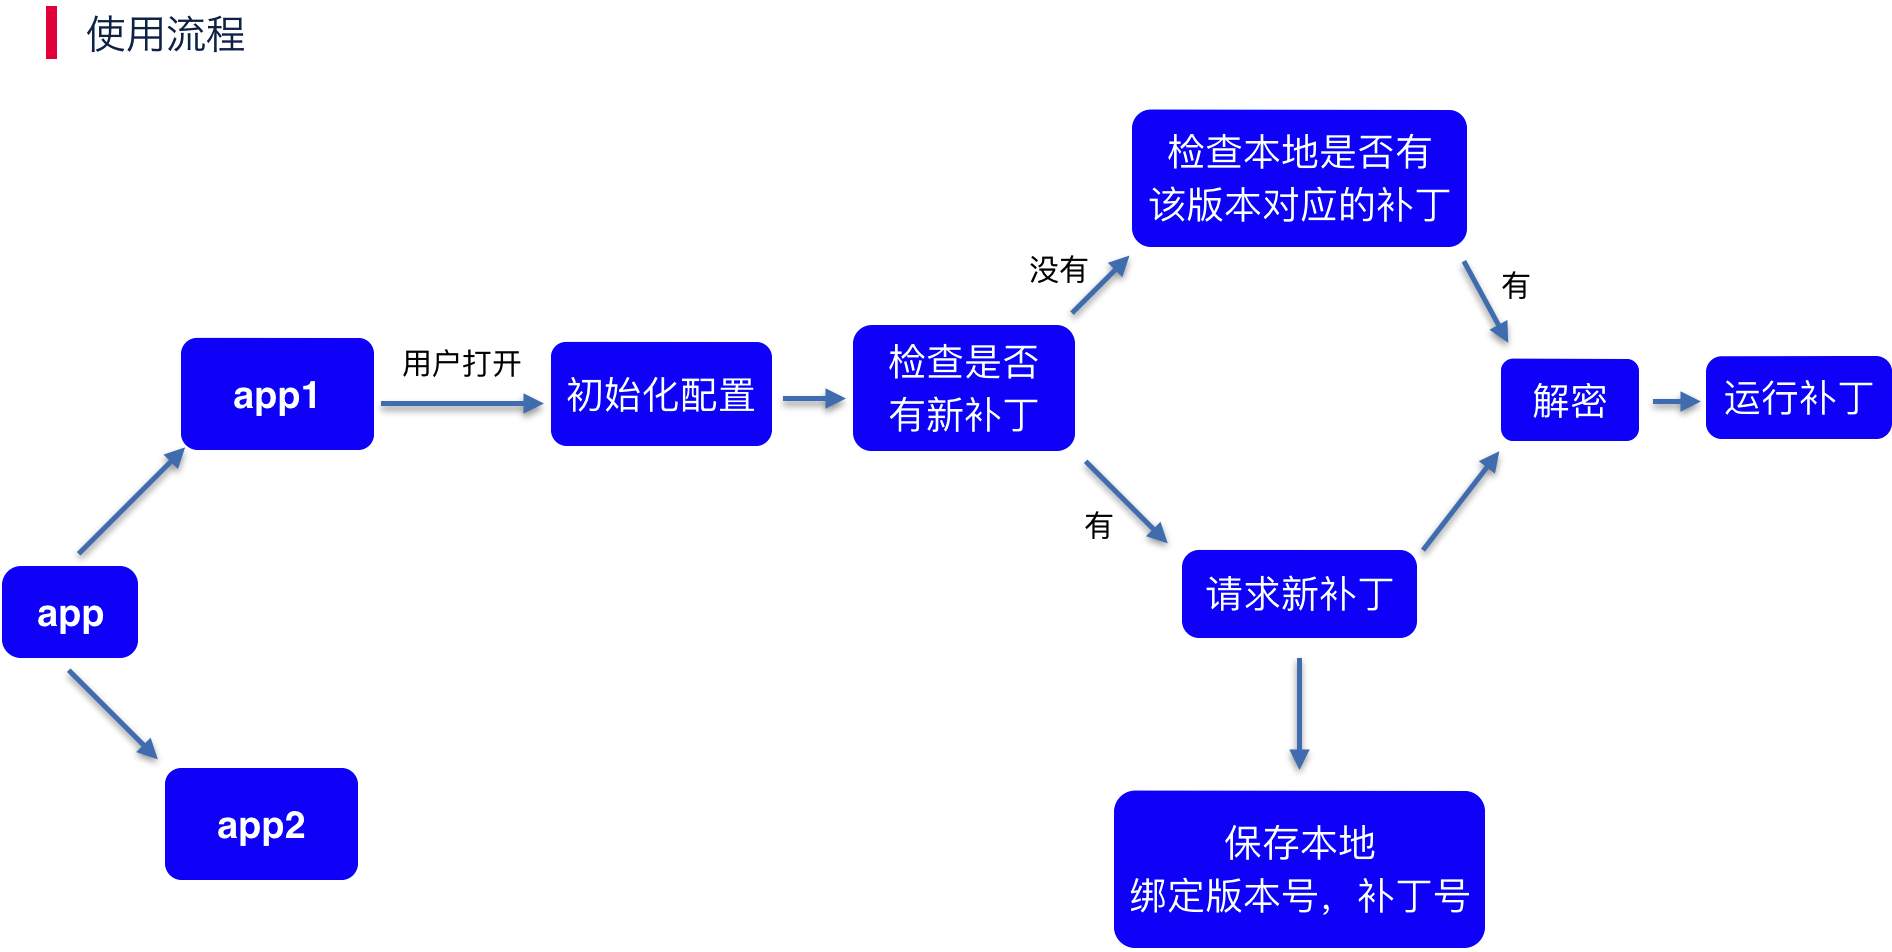 使用流程
检查本地是否有
该版本对应的补丁
没有
有
app1
用户打开
初始化配置
检查是否
有新补丁
解密
运行补丁
有
app
请求新补丁
app2
保存本地
绑定版本号，补丁号